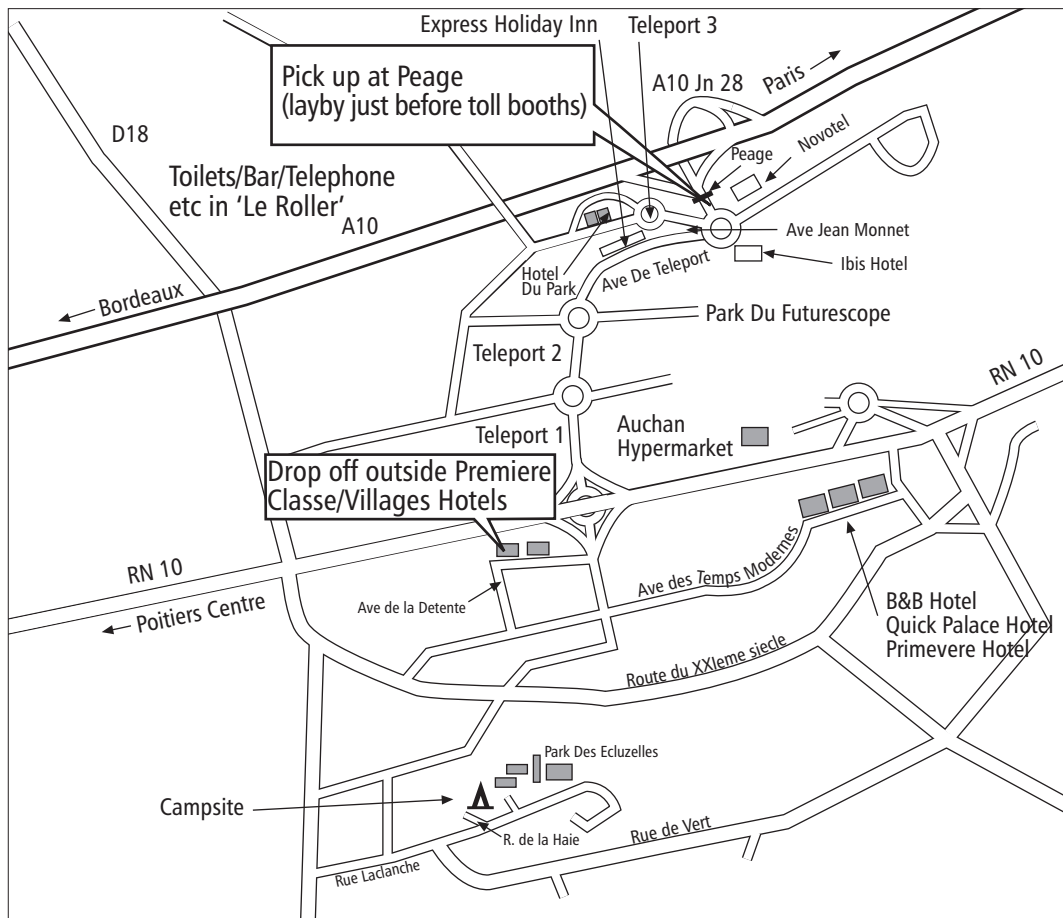 Express Holiday Inn
Teleport 3
Pick up at Peage
(layby just before toll booths)
A10 Jn 28
Paris
D18
Toilets/Bar/Telephone
etc in 'Le Roller'
A10
Peage
Novotel
Ave Jean Monnet
Ibis Hotel
Hotel
Du Park
Ave De Teleport
Bordeaux
Park Du Futurescope
Teleport 2
RN 10
Auchan
Hypermarket
Teleport 1
Drop off outside Premiere
Classe/Villages Hotels
RN 10
Poitiers Centre
Ave de la Detente
Ave des Temps Modernes
B&B Hotel
Quick Palace Hotel
Primevere Hotel
Route du XXIeme siecle
Park Des Ecluzelles
Campsite
R. de la Haie
Rue de Vert
Rue Laclanche